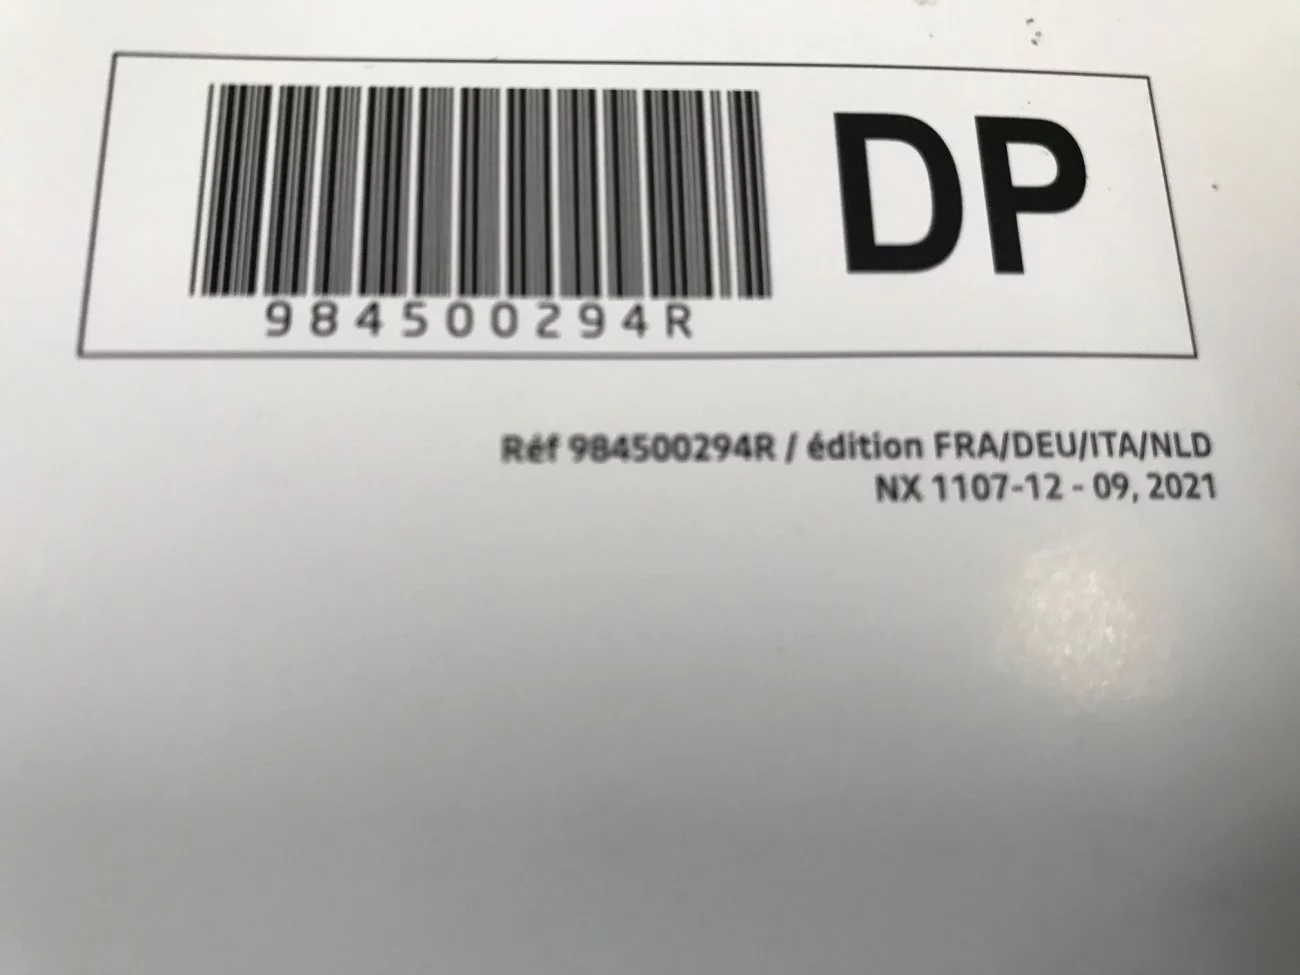 DP
984500294R
Réf 984500294R / édition FRA/DEU/ITA/NLD
NX 1107-12 - 09, 2021